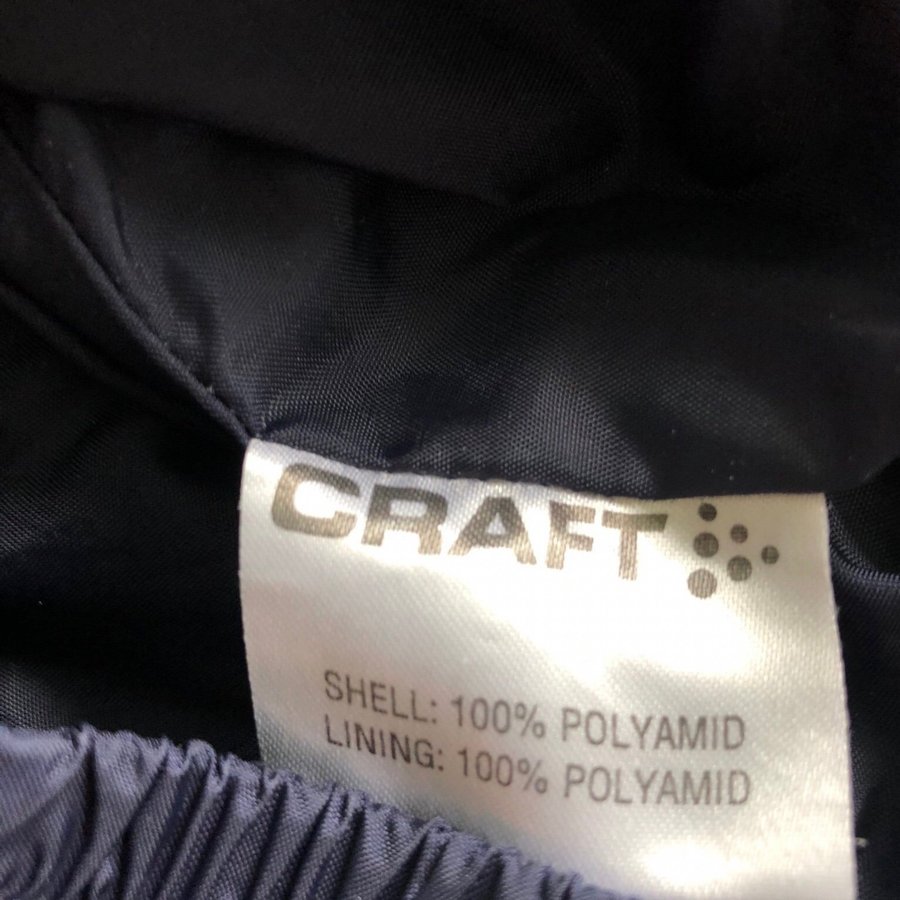 CRAFT
SHELL: 100% POLYAMID
LINING: 100% POLYAMID